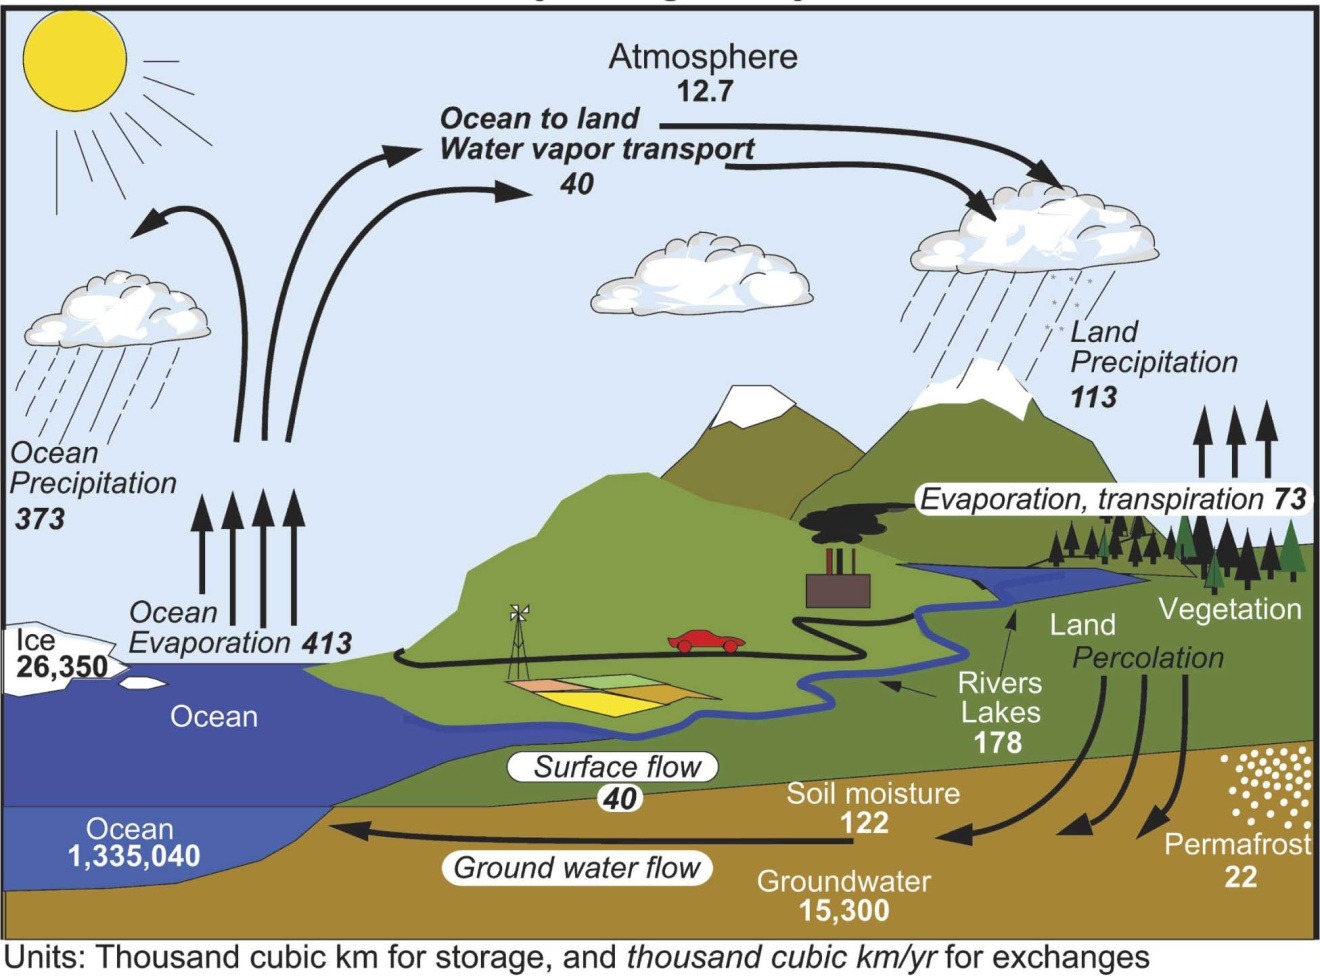 Atmosphere
12.7
Ocean to land
Water vapor transport
40
Land
Precipitation
113
Ocean
Precipitation
373
Evaporation, transpiration 73
Ocean
Evaporation 413
Ice
26,350
Vegetation
Land
Percolation
Ocean
Rivers
Lakes
178
Surface flow
40
Soil moisture
122
Ocean
1,335,040
Ground water flow
Permafrost
22
Groundwater
15,300
Units: Thousand cubic km for storage, and thousand cubic km/yr for exchanges